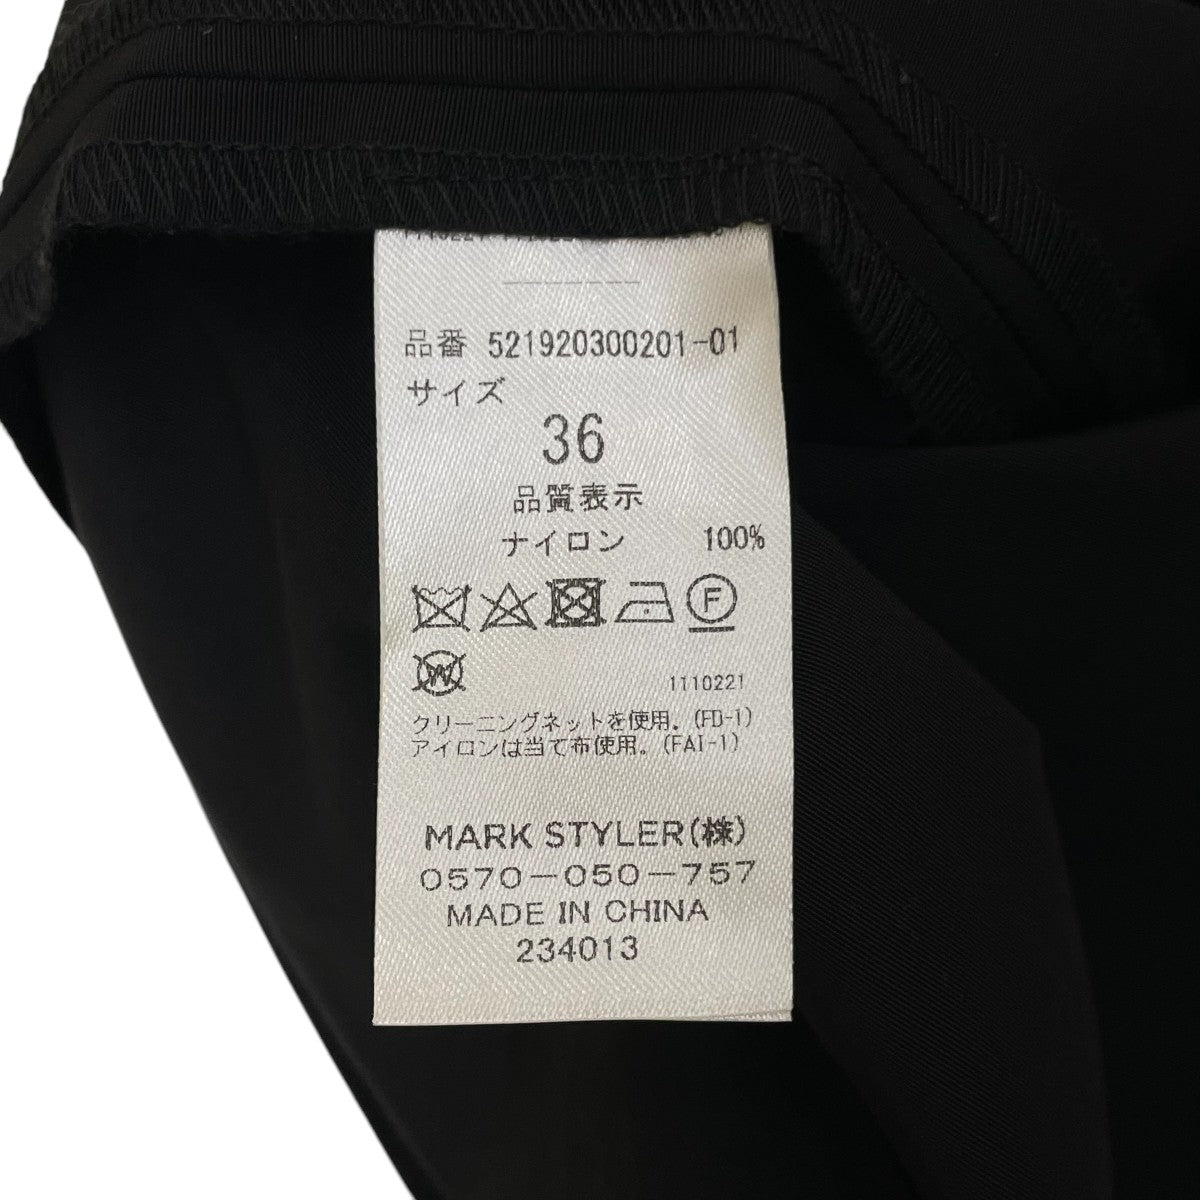 品番 521920300201-01
サイズ
36
品質表示
ナイロン 100%
F
W
1110221
クリーニングネットを使用。(FD-1)
アイロンは当て布使用。(FAI-1)
MARK STYLER(株)
0570-050-757
MADE IN CHINA
234013